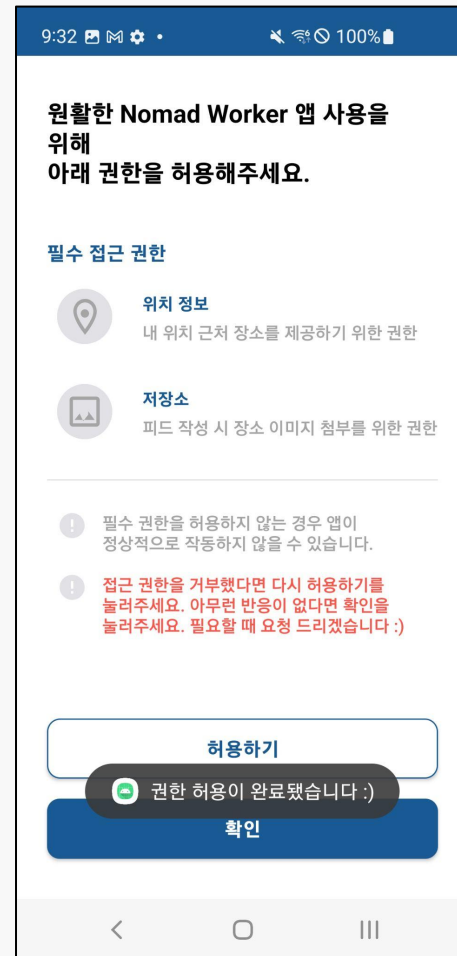 9:32
100%
원활한 Nomad Worker 앱 사용을
위해
아래 권한을 허용해주세요.
필수 접근 권한
위치 정보
내 위치 근처 장소를 제공하기 위한 권한
저장소
피드 작성 시 장소 이미지 첨부를 위한 권한
필수 권한을 허용하지 않는 경우 앱이
정상적으로 작동하지 않을 수 있습니다.
접근 권한을 거부했다면 다시 허용하기를
눌러주세요. 아무런 반응이 없다면 확인을
눌러주세요. 필요할 때 요청 드리겠습니다 :)
허용하기
권한 허용이 완료됐습니다 :)
확인